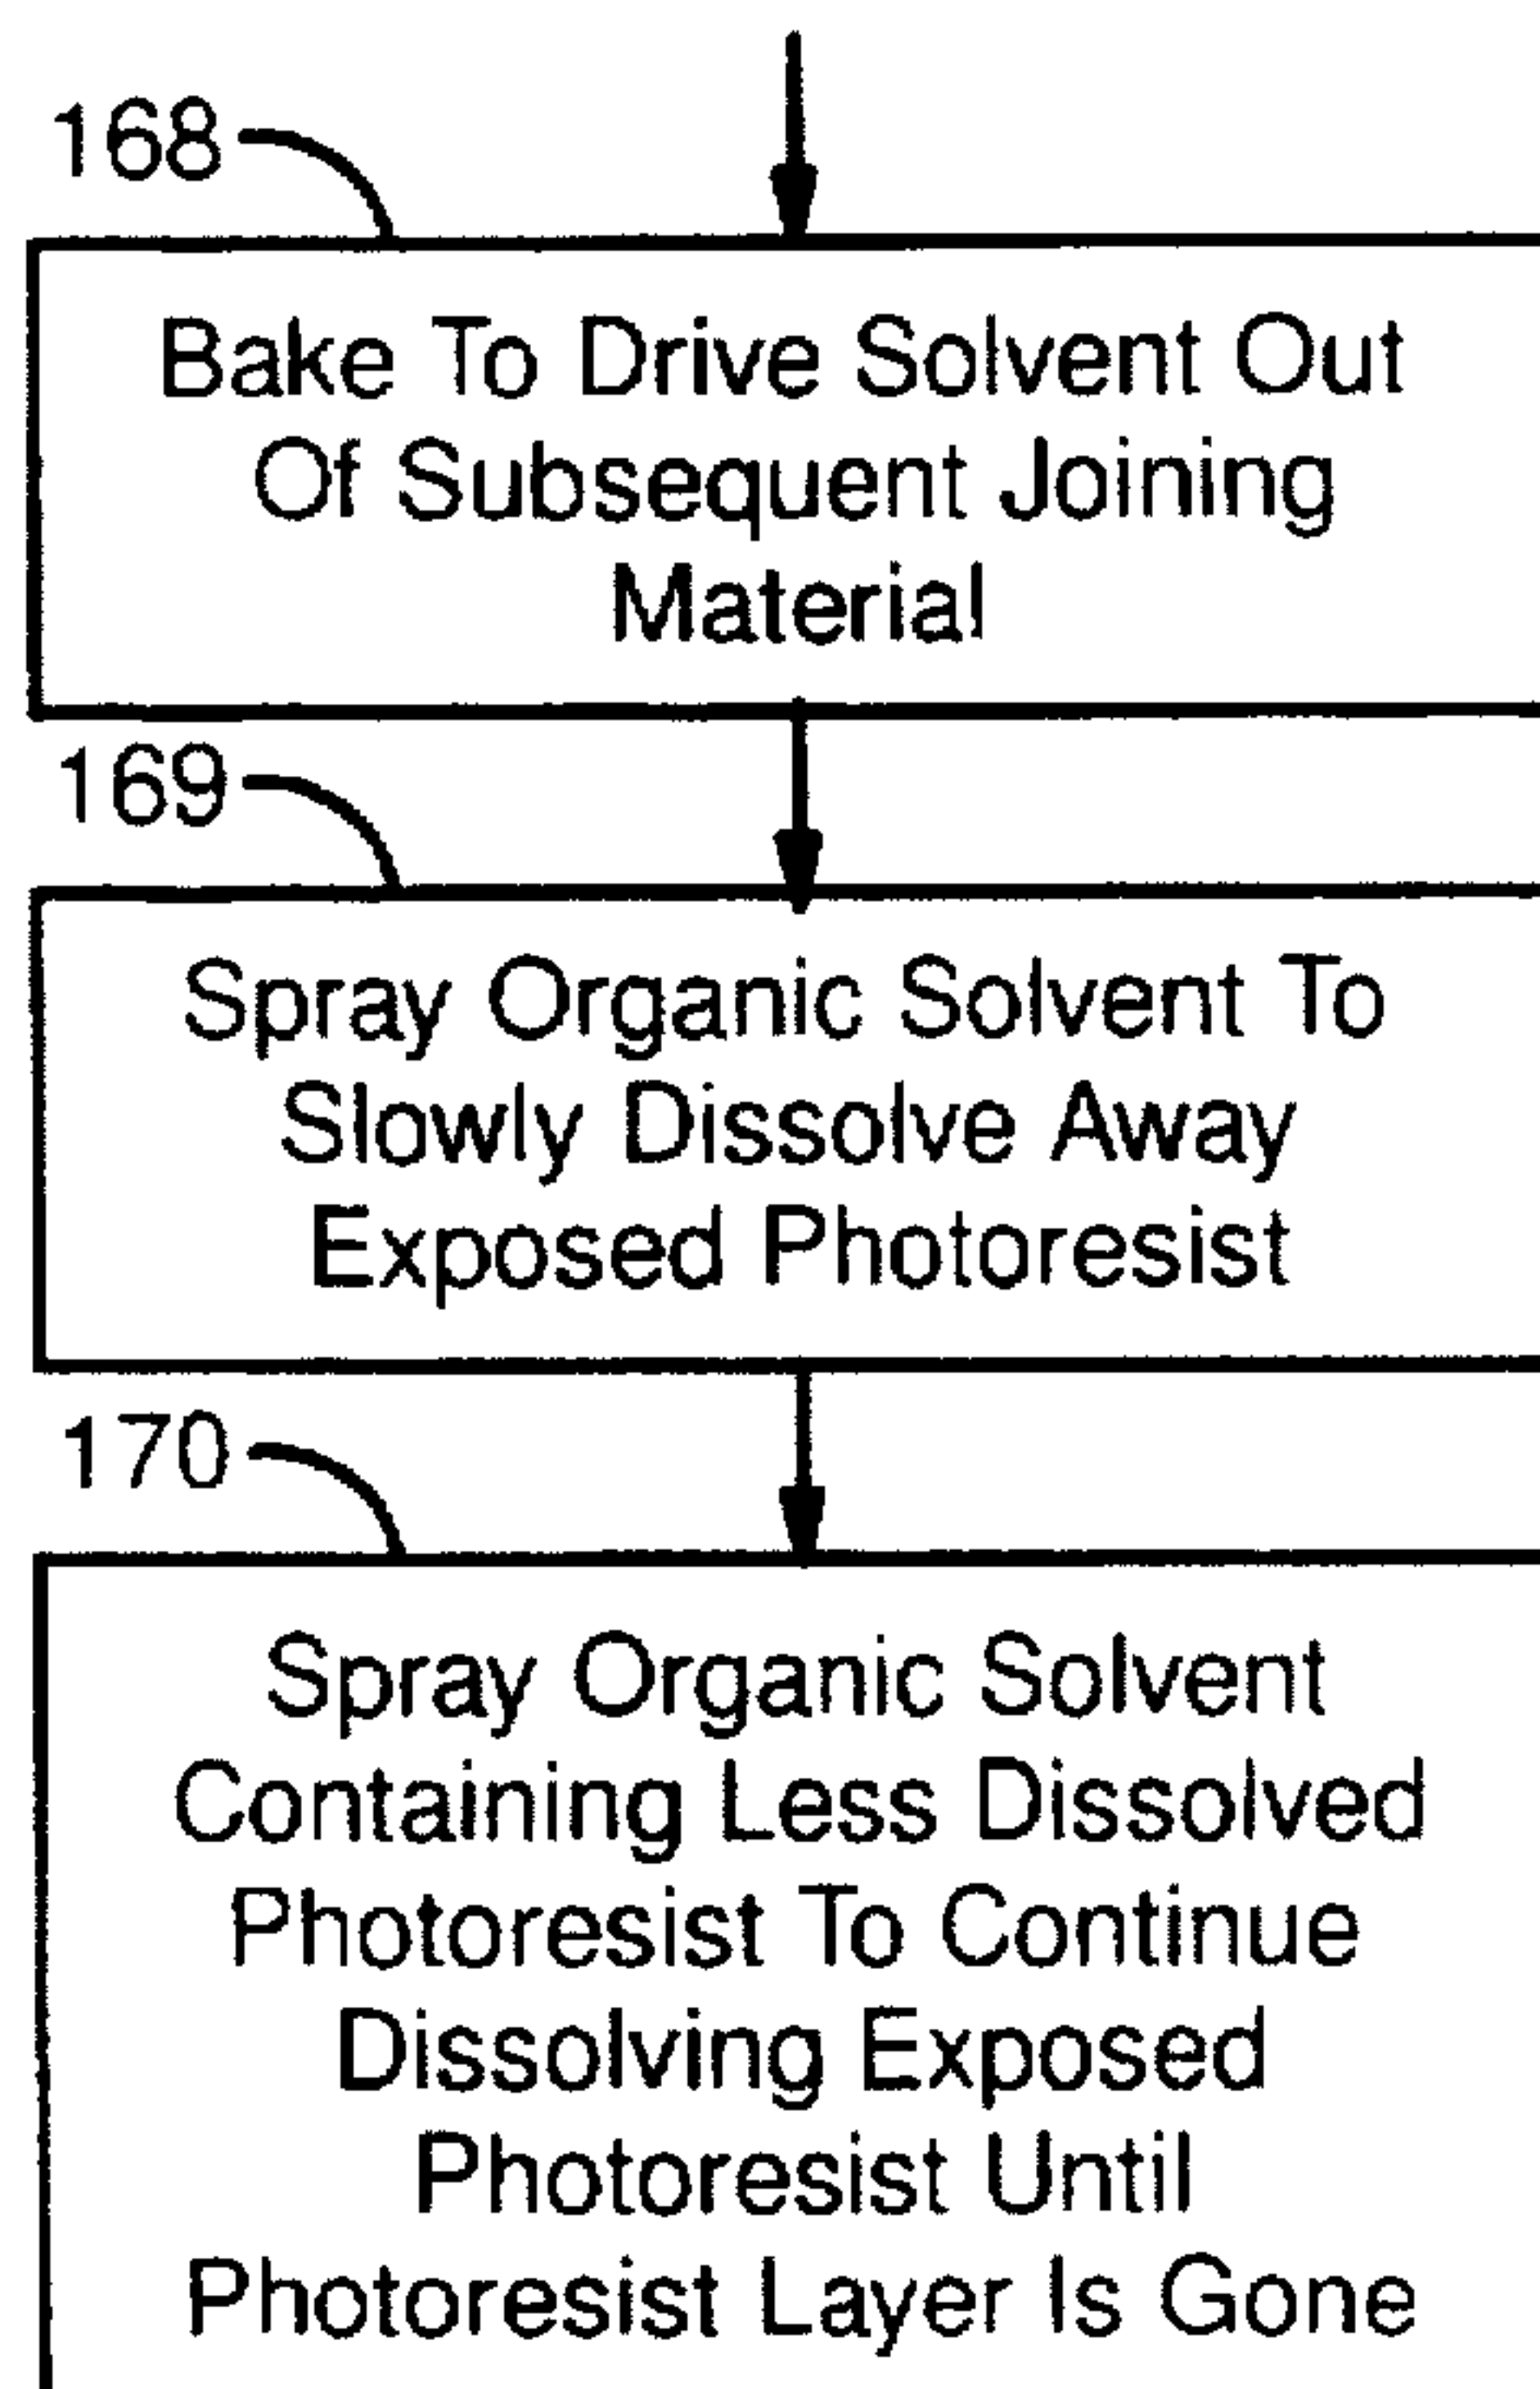 168
Bake To Drive Solvent Out
Of Subsequent Joining
Material
169
Spray Organic Solvent To
Slowly Dissolve Away
Exposed Photoresist
170
Spray Organic Solvent
Containing Less Dissolved
Photoresist To Continue
Dissolving Exposed
Photoresist Until
Photoresist Layer Is Gone